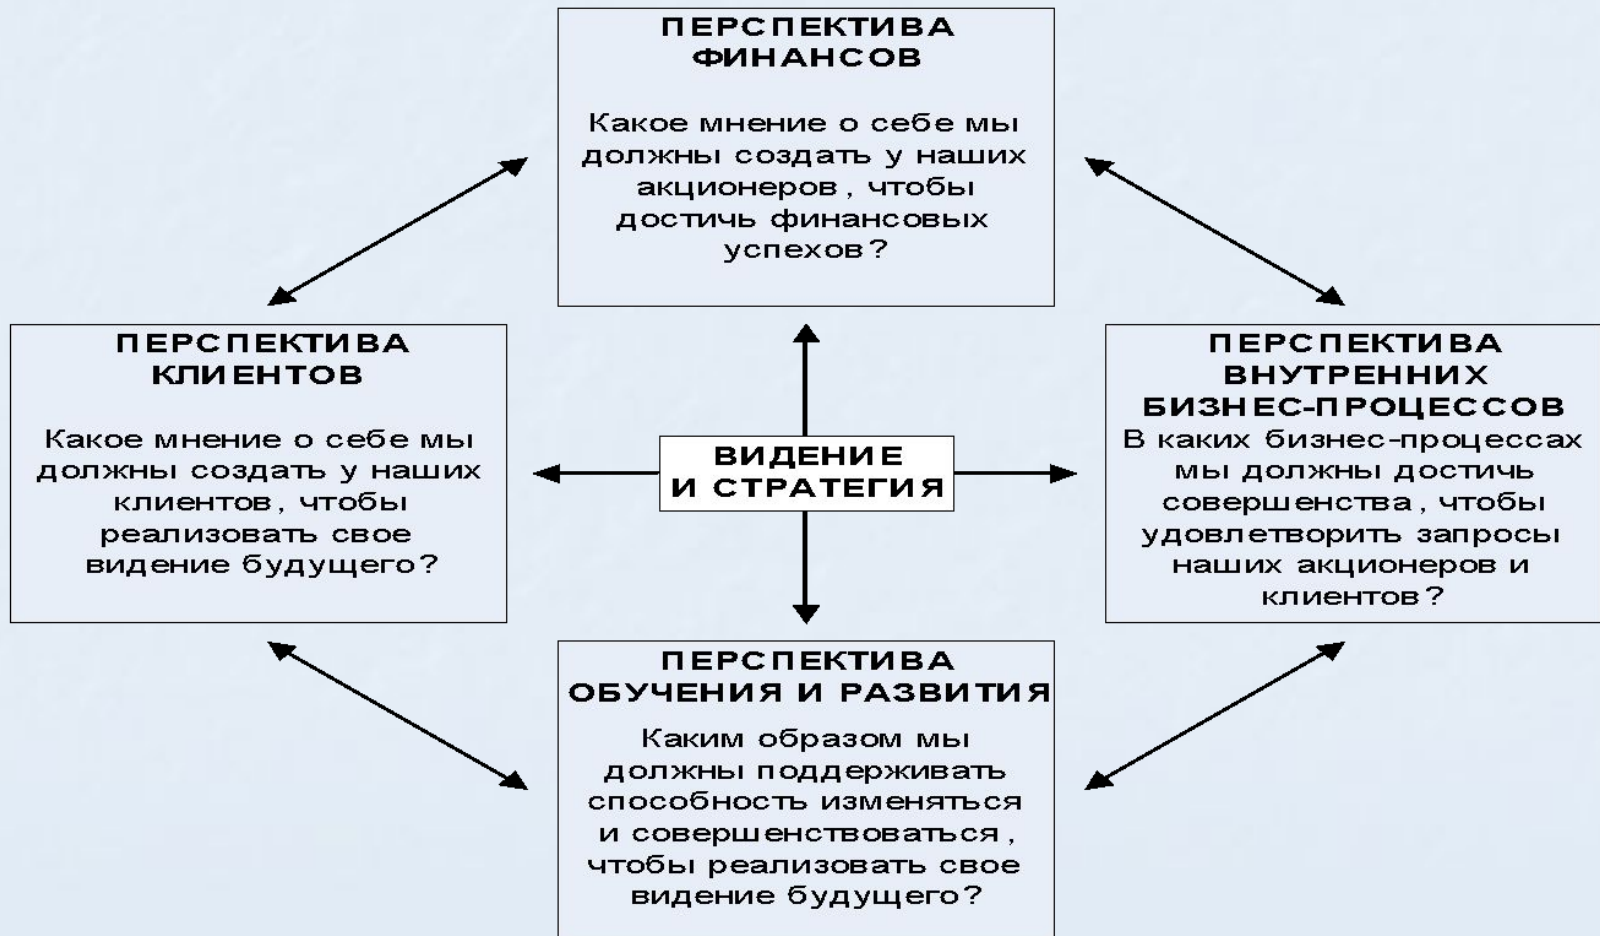 ПЕРСПЕКТИВА
ФИНАНСОВ
Какое мнение о себе мы
должны создать у наших
акционеров, чтобы
достичь финансовых
успехов?
ПЕРСПЕКТИВА
КЛИЕНТОВ
Какое мнение о себе мы
должны создать у наших
клиентов, чтобы
реализовать свое
видение будущего?
ВИДЕНИЕ
И СТРАТЕГИЯ
ПЕРСПЕКТИВА
ВНУТРЕННИХ
БИЗНЕС-ПРОЦЕССОВ
В каких бизнес-процессах
мы должны достичь
совершенства, чтобы
удовлетворить запросы
наших акционеров и
клиентов?
ПЕРСПЕКТИВА
ОБУЧЕНИЯ И РАЗВИТИЯ
Каким образом мы
должны поддерживать
способность изменяться
и совершенствоваться,
чтобы реализовать свое
видение будущего?